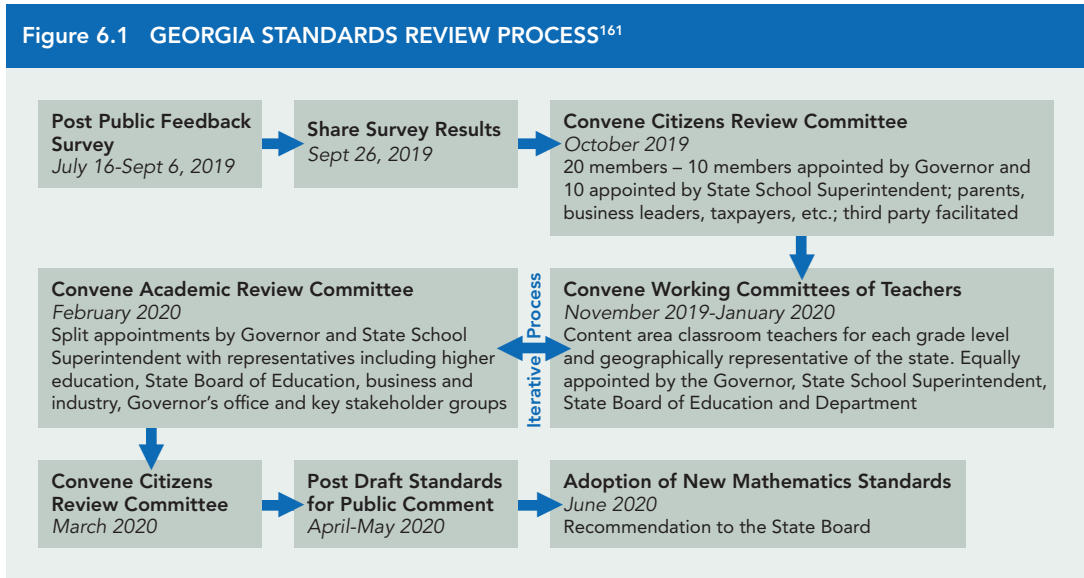 Figure 6.1 GEORGIA STANDARDS REVIEW PROCESS161
Post Public Feedback
Survey
July 16-Sept 6, 2019
Share Survey Results
Sept 26, 2019
Convene Citizens Review Committee
October 2019
20 members – 10 members appointed by Governor and
10 appointed by State School Superintendent; parents,
business leaders, taxpayers, etc.; third party facilitated
Convene Working Committees of Teachers
November 2019-January 2020
Content area classroom teachers for each grade level
and geographically representative of the state. Equally
appointed by the Governor, State School Superintendent,
State Board of Education and Department
Iterative Process
Convene Academic Review Committee
February 2020
Split appointments by Governor and State School
Superintendent with representatives including higher
education, State Board of Education, business and
industry, Governor’s office and key stakeholder groups
Convene Citizens
Review Committee
March 2020
Post Draft Standards
for Public Comment
April-May 2020
Adoption of New Mathematics Standards
June 2020
Recommendation to the State Board